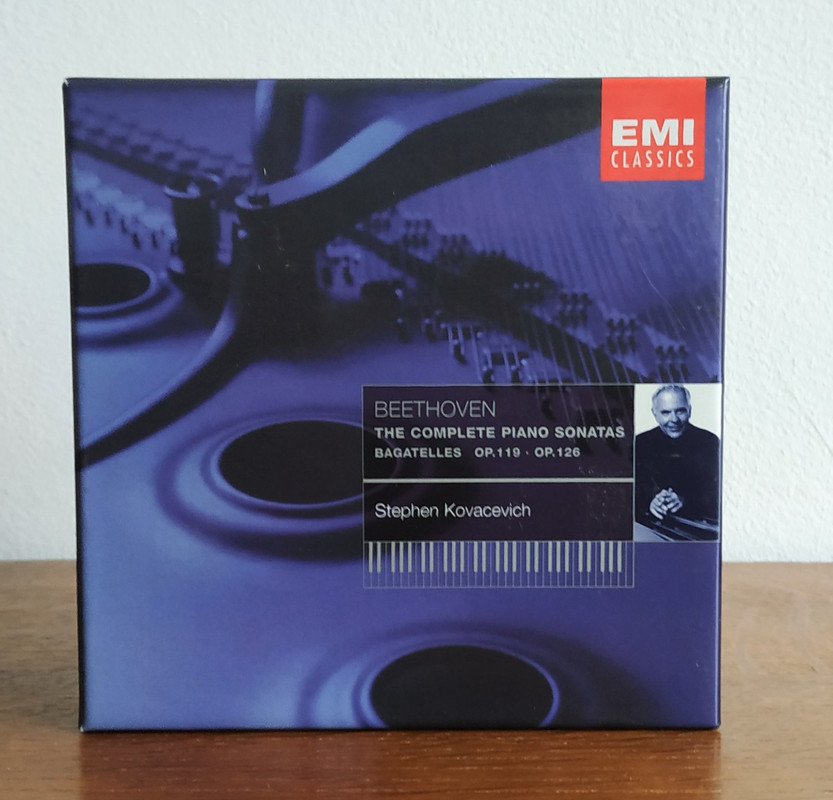 EMI
CLASSICS
BEETHOVEN
THE COMPLETE PIANO SONATAS
BAGATELLES OP.119 · OP.126
Stephen Kovacevich